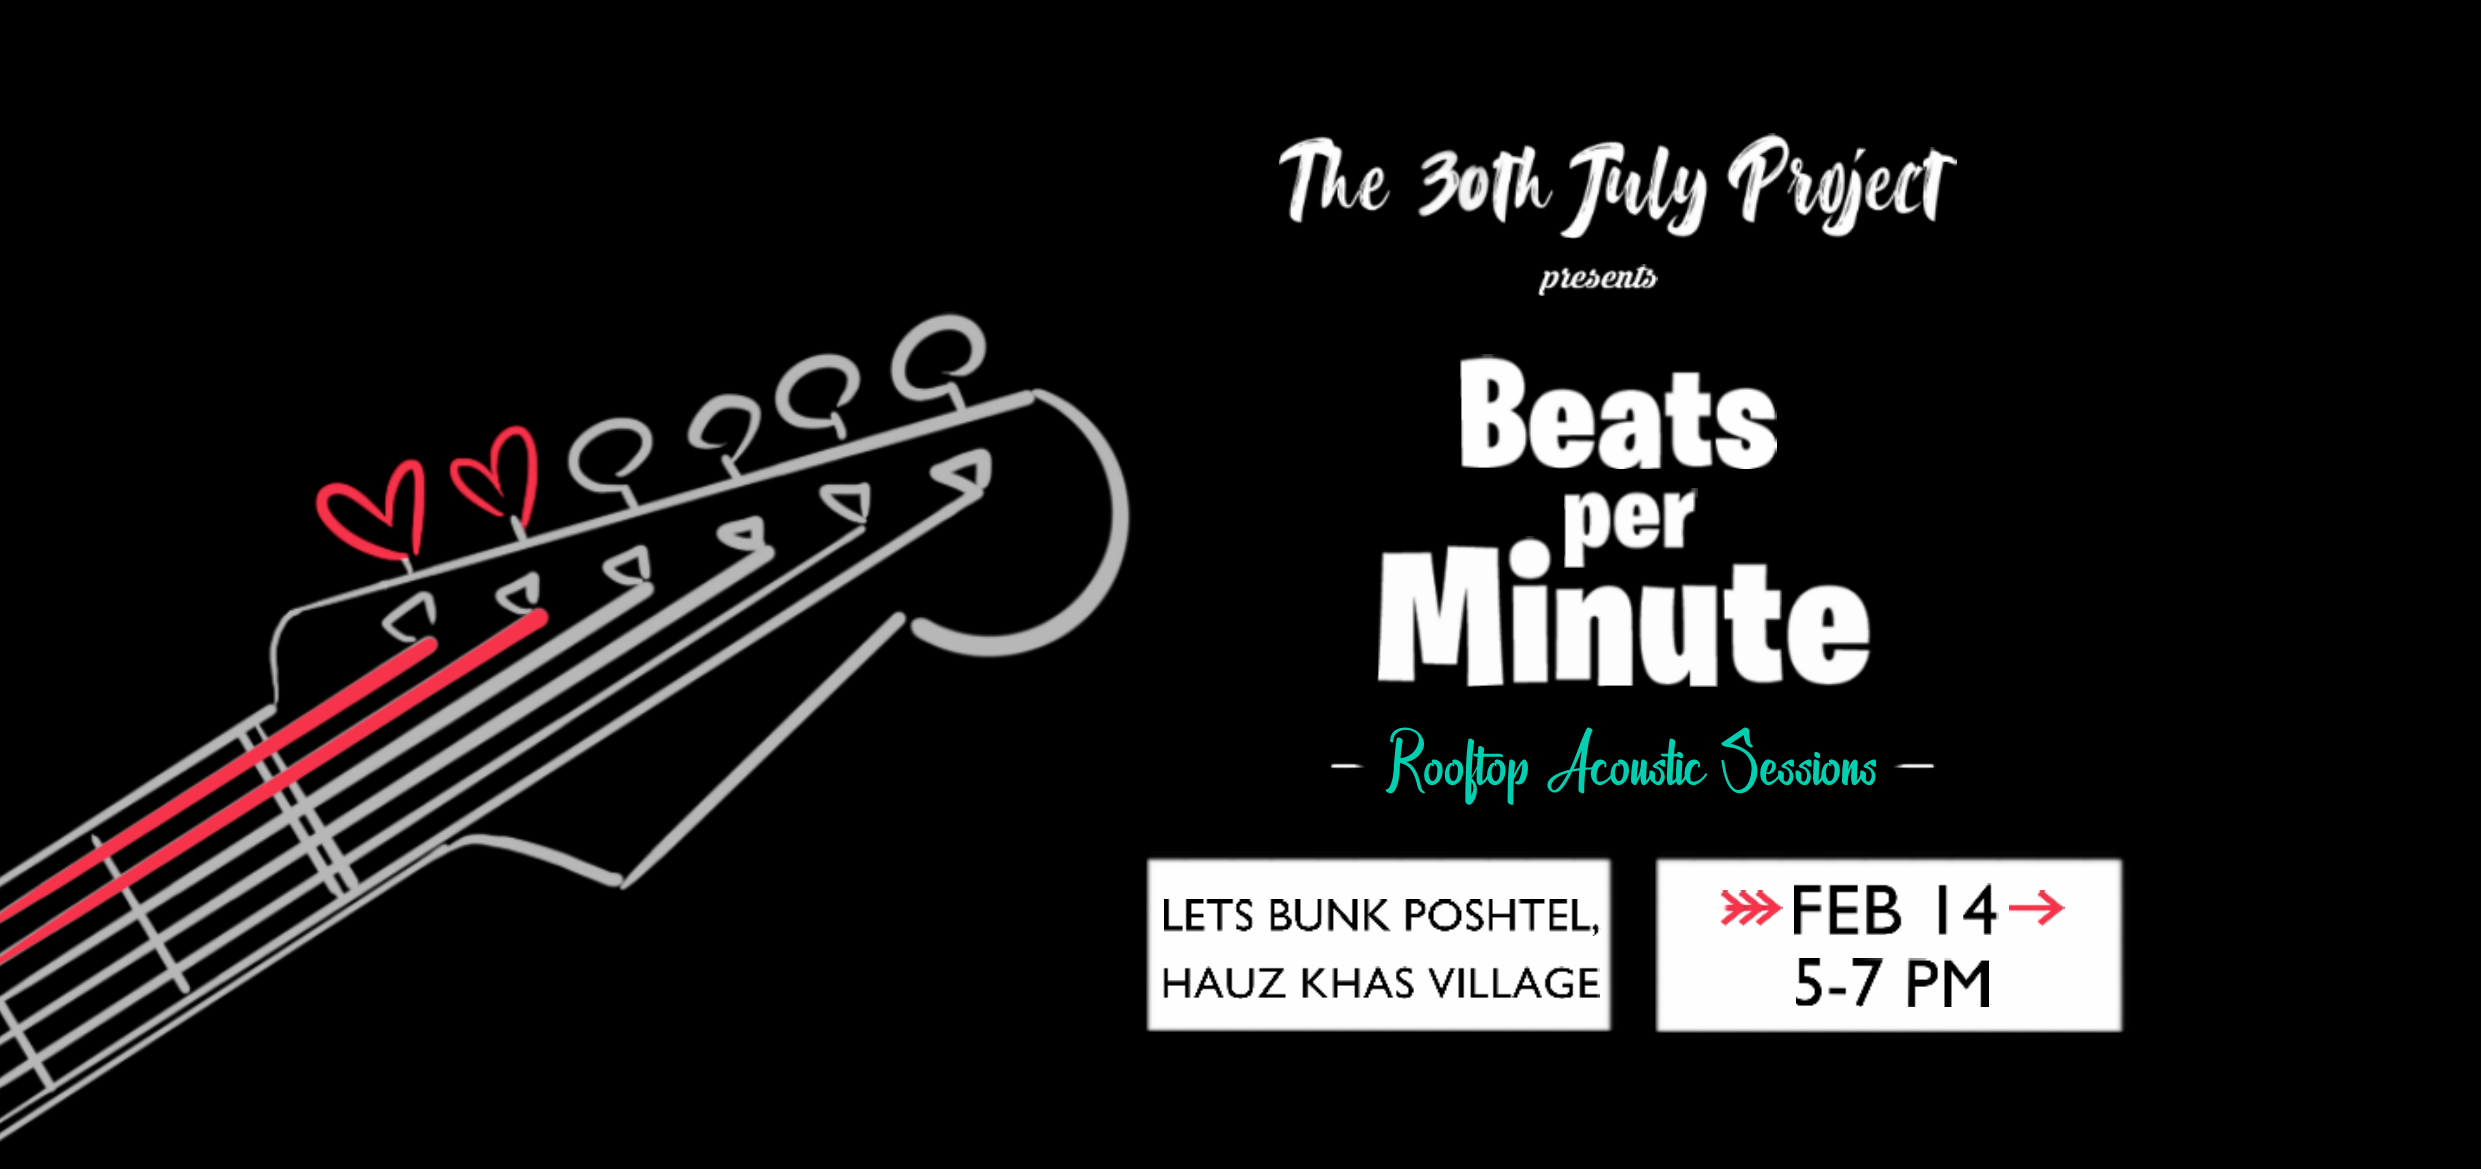 The 30th July Project
presents
Beats
per
Minute
Rooftop Acoustic Sessions
LETS BUNK POSHTEL,
HAUZ KHAS VILLAGE
FEB 14
5-7 PM